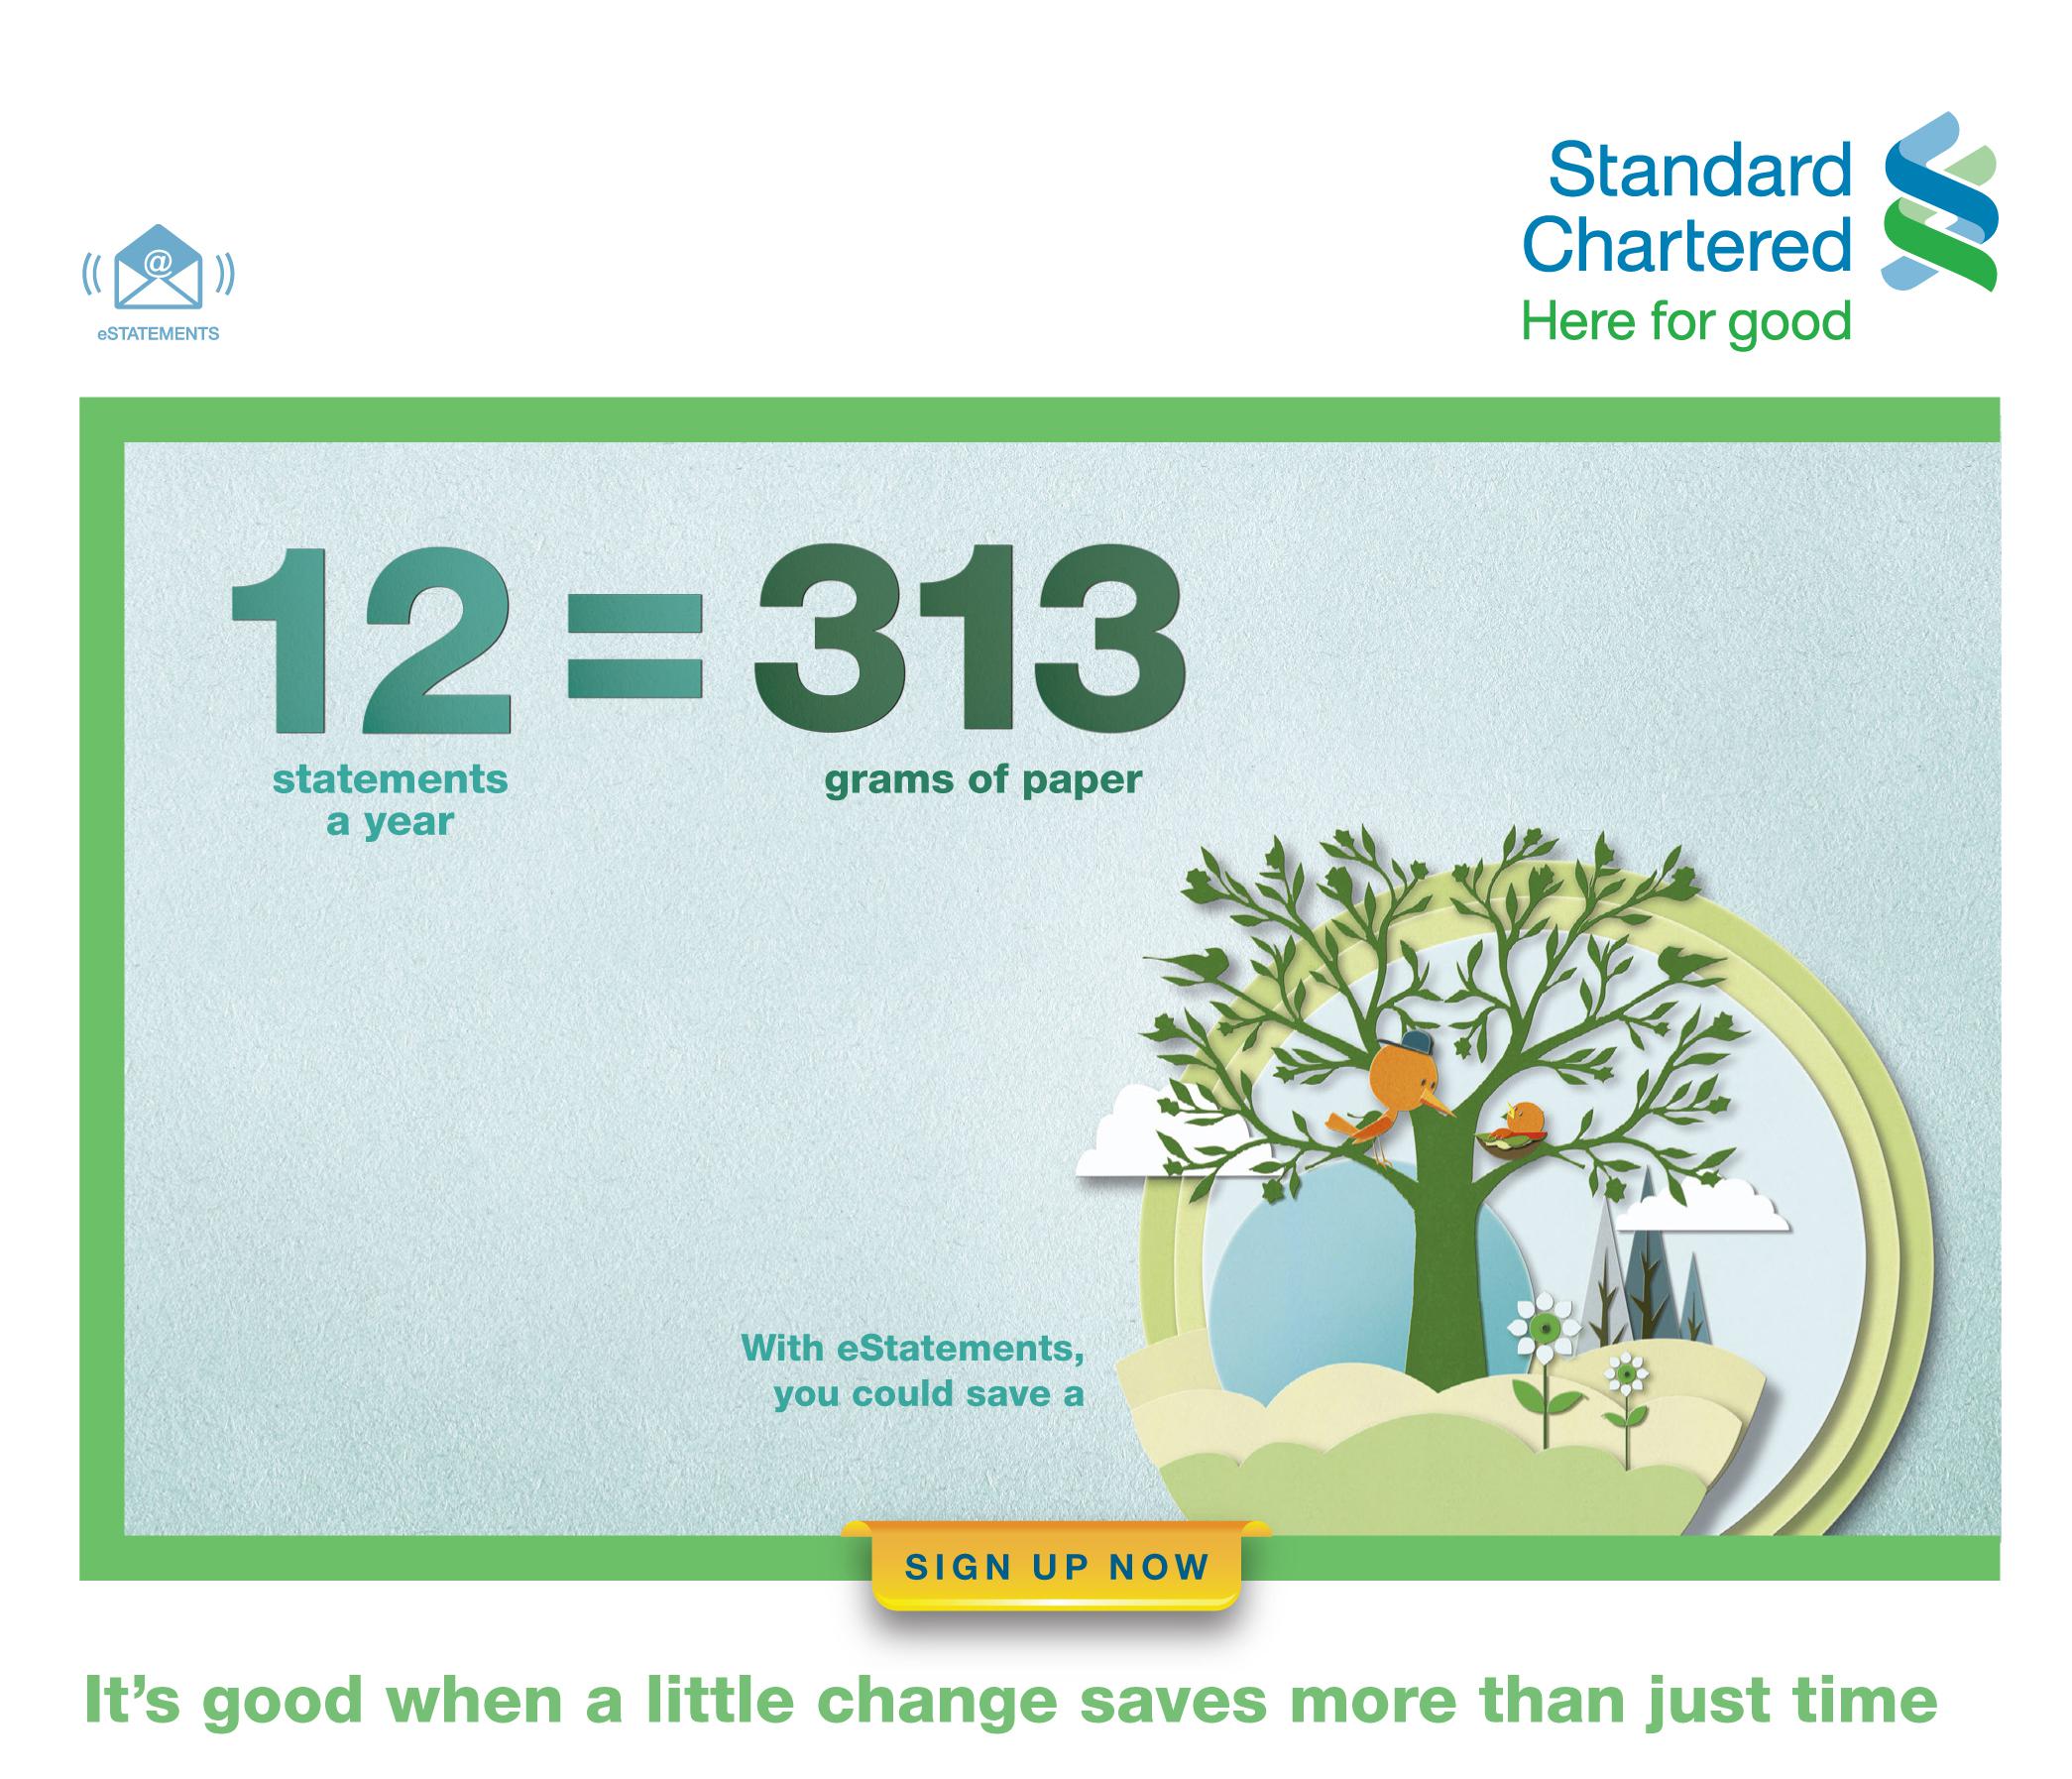 Standard
Chartered
Here for good
@
eSTATEMENTS
12 = 313
statements
a year
grams of paper
With eStatements,
you could save a
SIGN UP NOW
It's good when a little change saves more than just time